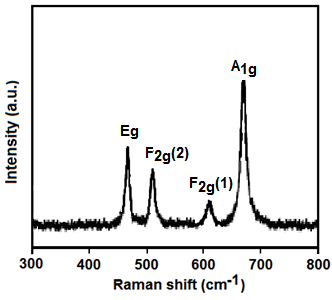 A1g
Eg
F2g(2)
F2g(1)
Intensity (a.u.)
300 400 500 600 700 800
Raman shift (cm-1)